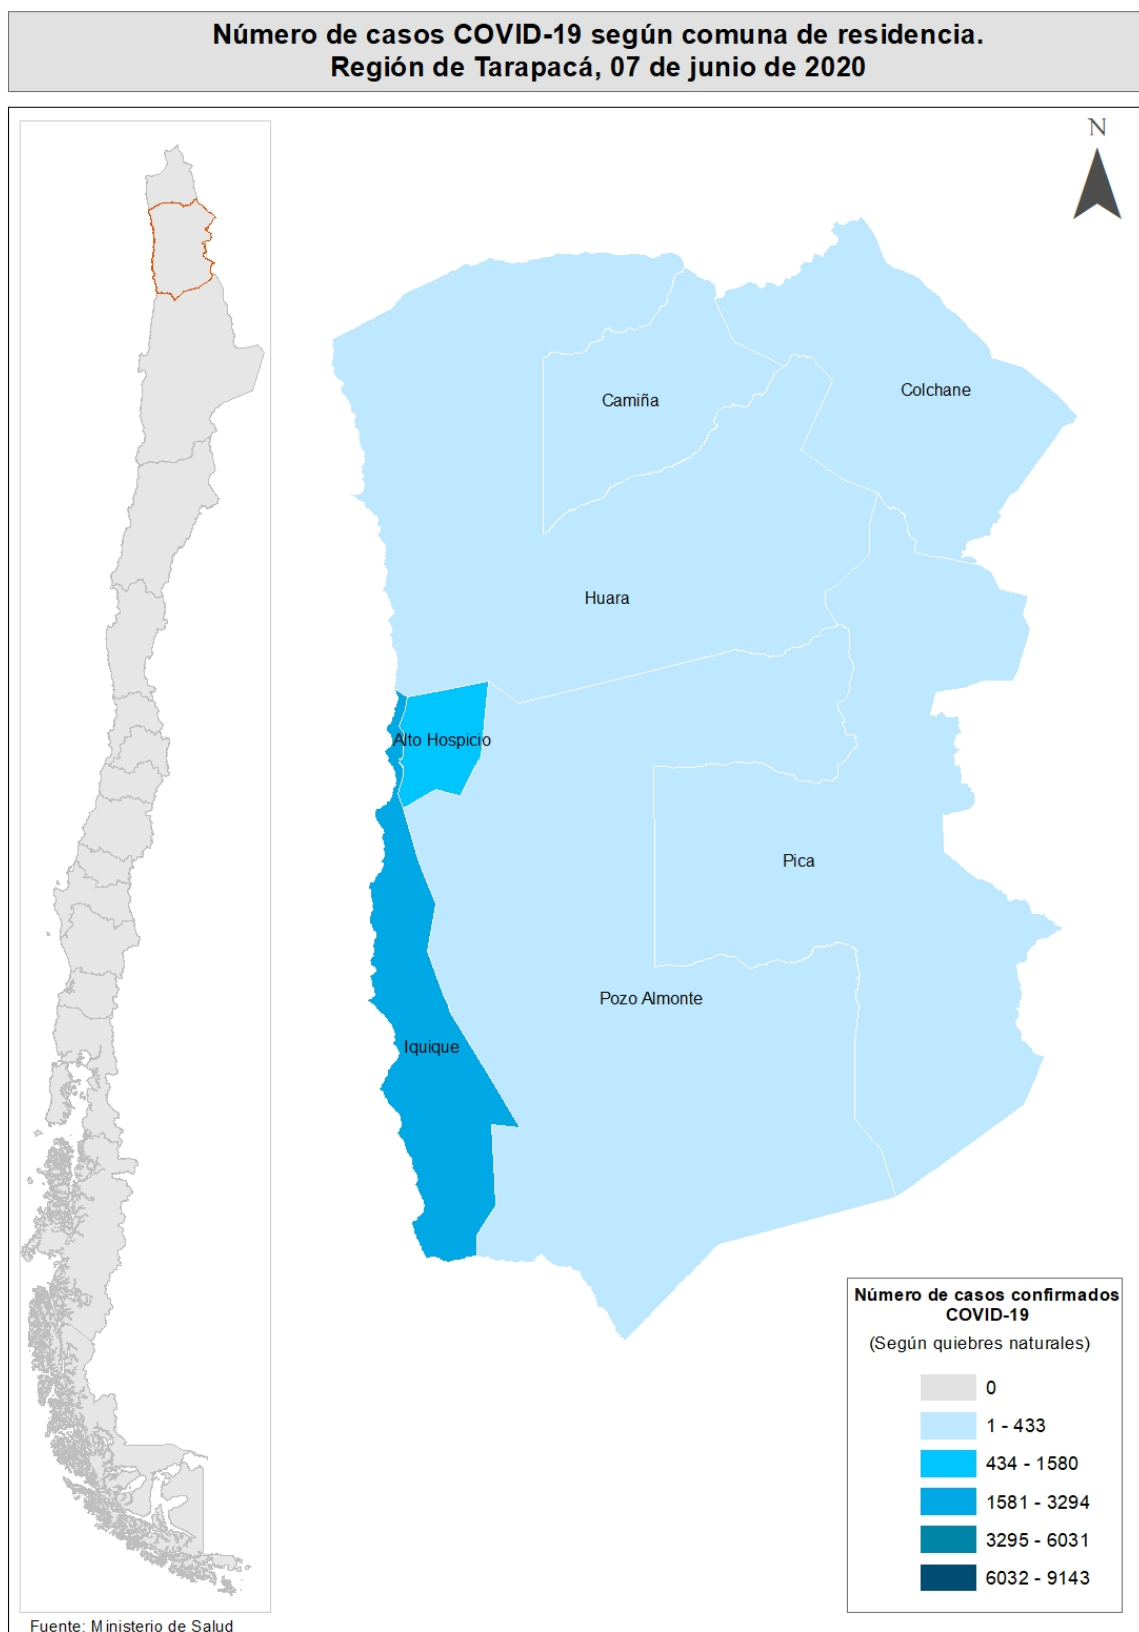 Número de casos COVID-19 según comuna de residencia.
Región de Tarapacá, 07 de junio de 2020
N
Camiña
Colchane
Huara
Alto Hospicio
Pica
Pozo Almonte
Iquique
Número de casos confirmados
COVID-19
(Según quiebres naturales)
0
1 - 433
434 - 1580
1581 - 3294
3295 - 6031
6032 - 9143
Fuente: Ministerio de Salud